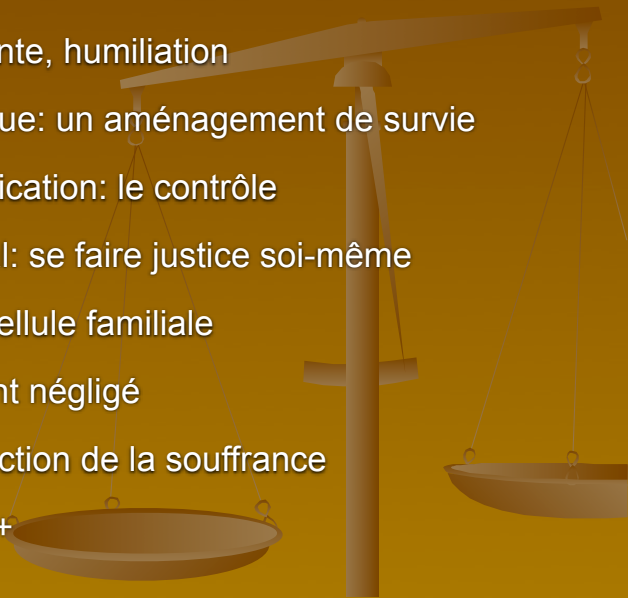 nte, humiliation
ue: un aménagement de survie
ication: le contrôle
l: se faire justice soi-même
ellule familiale
nt négligé
ction de la souffrance
+